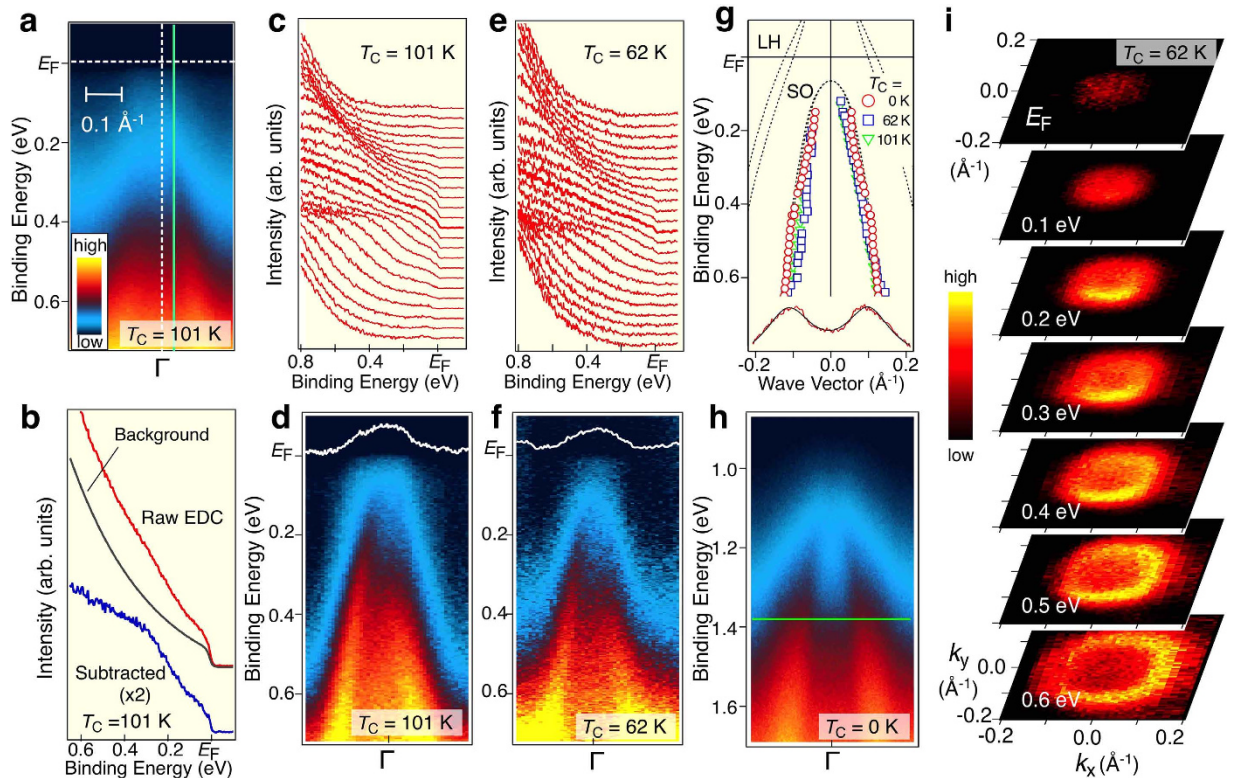 a
E_F
0.1 Å⁻¹
Binding Energy (eV)
0.2
0.4
0.6
high
low
T_C = 101 K
Γ
b
Intensity (arb. units)
Background
Raw EDC
Subtracted
(x2)
T_C =101 K
0.6 0.4 0.2 E_F
Binding Energy (eV)
c
T_C = 101 K
Intensity (arb. units)
0.8 0.4 E_F
Binding Energy (eV)
d
E_F
Binding Energy (eV)
0.2
0.4
0.6
T_C = 101 K
Γ
e
T_C = 62 K
Intensity (arb. units)
0.8 0.4 E_F
Binding Energy (eV)
f
E_F
Binding Energy (eV)
0.2
0.4
0.6
T_C = 62 K
Γ
g
LH
E_F
SO
T_C =
0 K
62 K
101 K
Binding Energy (eV)
0.2
0.4
0.6
-0.2 0.0 0.2
Wave Vector (Å⁻¹)
h
Binding Energy (eV)
1.0
1.2
1.4
1.6
T_C = 0 K
Γ
i
T_C = 62 K
0.2
0.0
-0.2
(Å⁻¹)
E_F
0.1 eV
0.2 eV
0.3 eV
0.4 eV
0.5 eV
0.6 eV
high
low
k_y
(Å⁻¹)
0.0
-0.2
-0.2 0.0 0.2
k_x (Å⁻¹)